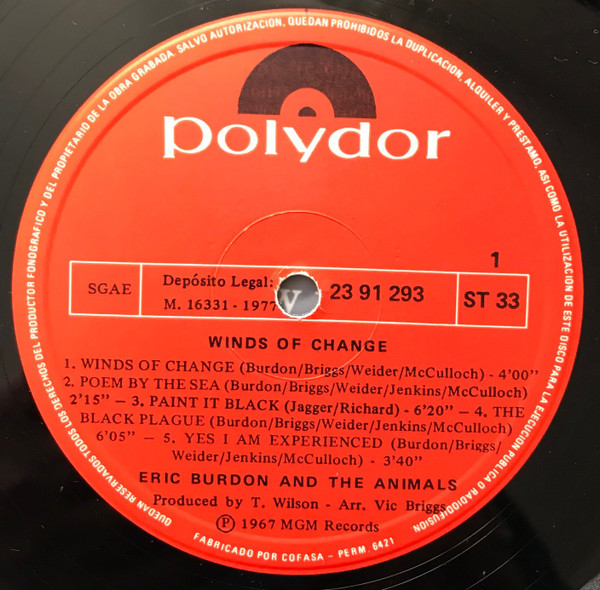 QUEDAN RESERVADOS TODOS LOS DERECHOS DEL PRODUCTOR FONOGRAFICO Y DEL PROPIETARIO DE LA OBRA GRABADA. SALVO AUTORIZACION, QUEDAN PROHIBIDOS LA DUPLICACION, ALQUILER Y PRESTAMO, ASI COMO LA UTILIZACION DE ESTE DISCO PARA LA EJECUCION PUBLICA O RADIODIFUSION
polydor
1
SGAE
Depósito Legal:
M. 16331 - 1977
23 91 293
ST 33
WINDS OF CHANGE
1. WINDS OF CHANGE (Burdon/Briggs/Weider/McCulloch) - 4'00"
2. POEM BY THE SEA (Burdon/Briggs/Weider/Jenkins/McCulloch)
2'15" — 3. PAINT IT BLACK (Jagger/Richard) - 6'20" — 4. THE
BLACK PLAGUE (Burdon/Briggs/Weider/Jenkins/McCulloch)
6'05" — 5. YES I AM EXPERIENCED (Burdon/Briggs/
Weider/Jenkins/McCulloch) - 3'40"
ERIC BURDON AND THE ANIMALS
Produced by T. Wilson - Arr. Vic Briggs
Ⓟ 1967 MGM Records
FABRICADO POR COFASA - PERM. 6421